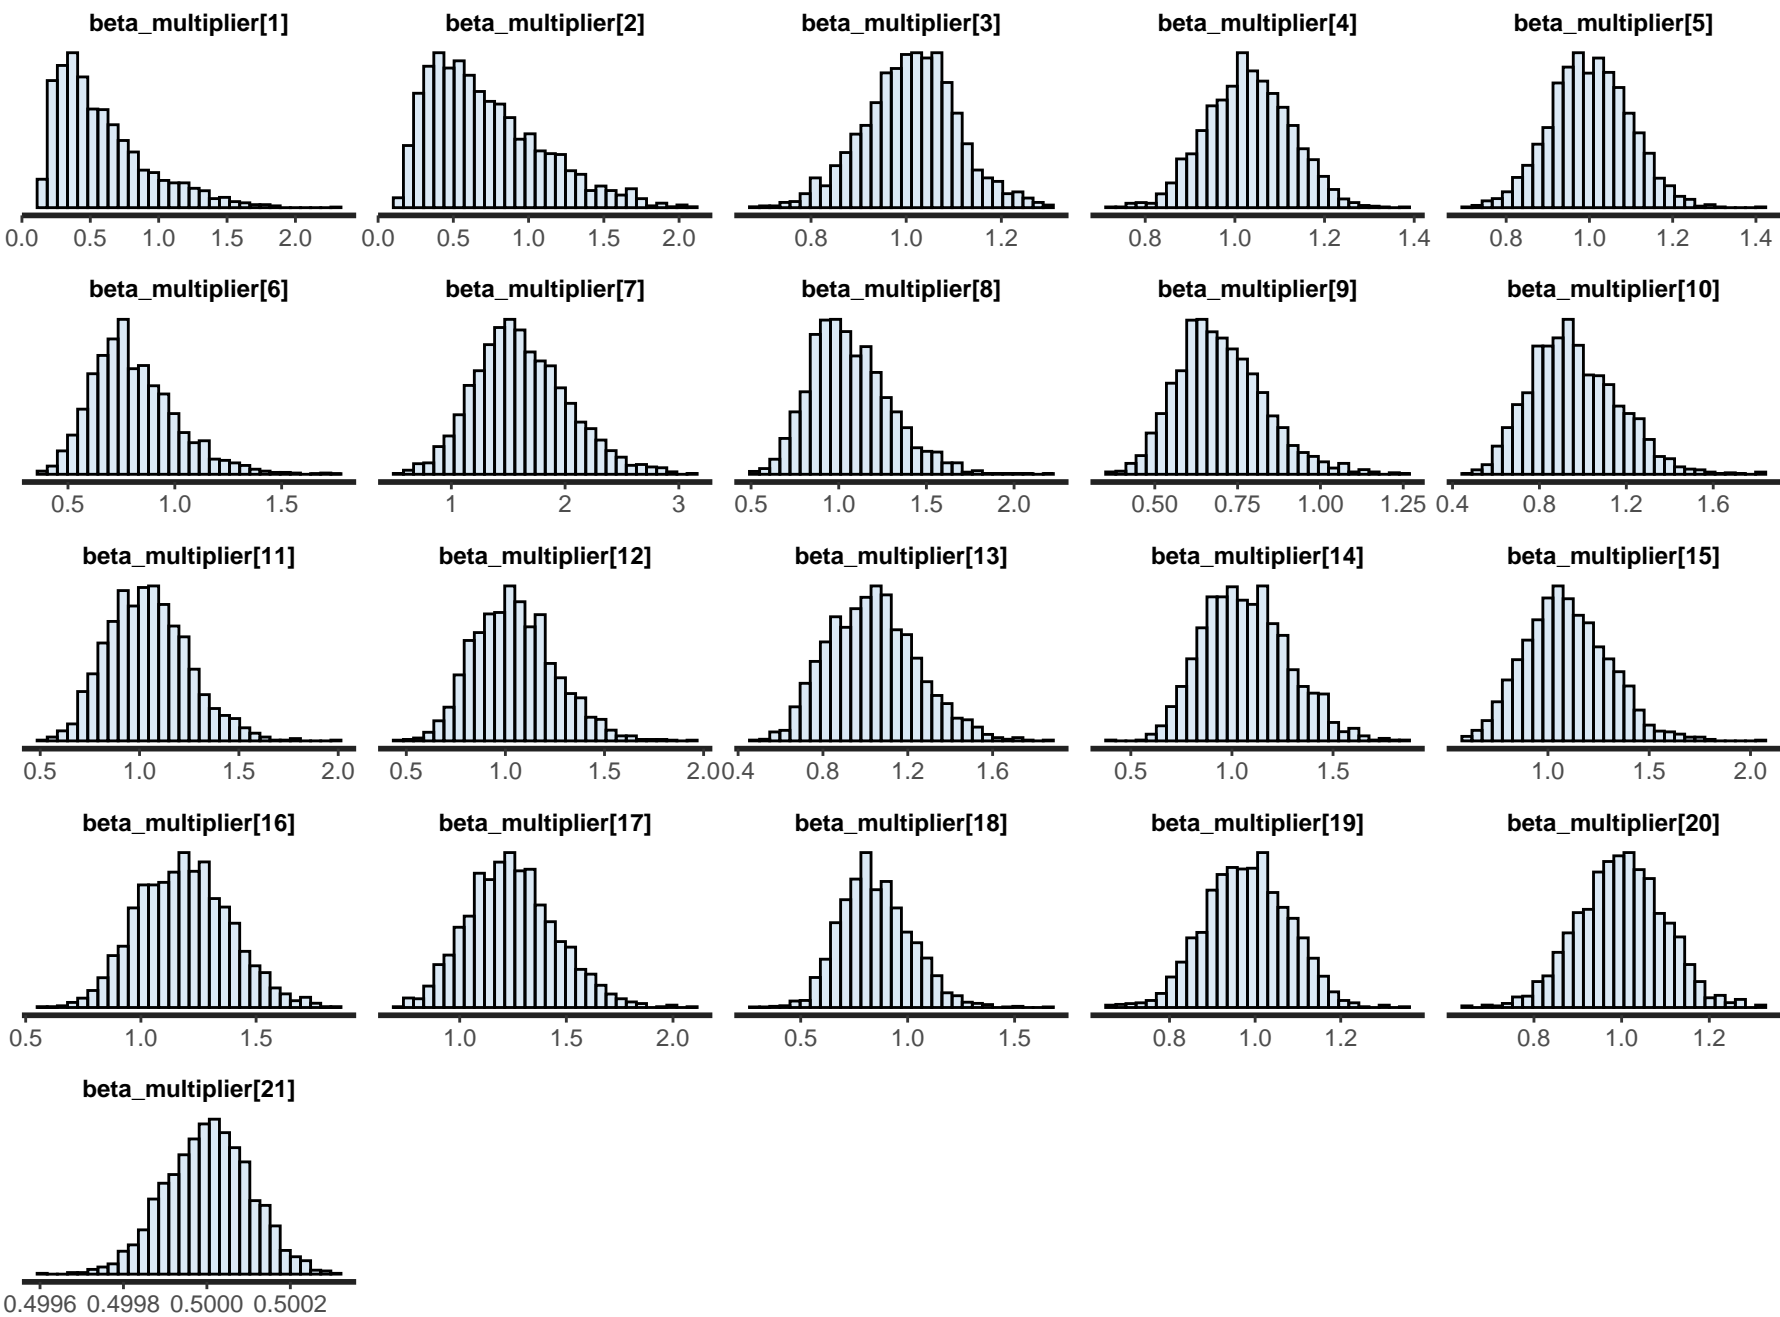 beta_multiplier[1] beta_multiplier[2] beta_multiplier[3] beta_multiplier[4] beta_multiplier[5]
0.0 0.5 1.0 1.5 2.0 0.0 0.5 1.0 1.5 2.0 0.8 1.0 1.2 0.8 1.0 1.2 1.4 0.8 1.0 1.2 1.4
beta_multiplier[6] beta_multiplier[7] beta_multiplier[8] beta_multiplier[9] beta_multiplier[10]
0.5 1.0 1.5 1 2 3 0.5 1.0 1.5 2.0 0.50 0.75 1.00 1.25 0.4 0.8 1.2 1.6
beta_multiplier[11] beta_multiplier[12] beta_multiplier[13] beta_multiplier[14] beta_multiplier[15]
0.5 1.0 1.5 2.0 0.5 1.0 1.5 2.0 0.4 0.8 1.2 1.6 0.5 1.0 1.5 1.0 1.5 2.0
beta_multiplier[16] beta_multiplier[17] beta_multiplier[18] beta_multiplier[19] beta_multiplier[20]
0.5 1.0 1.5 1.0 1.5 2.0 0.5 1.0 1.5 0.8 1.0 1.2 0.8 1.0 1.2
beta_multiplier[21]
0.4996 0.4998 0.5000 0.5002